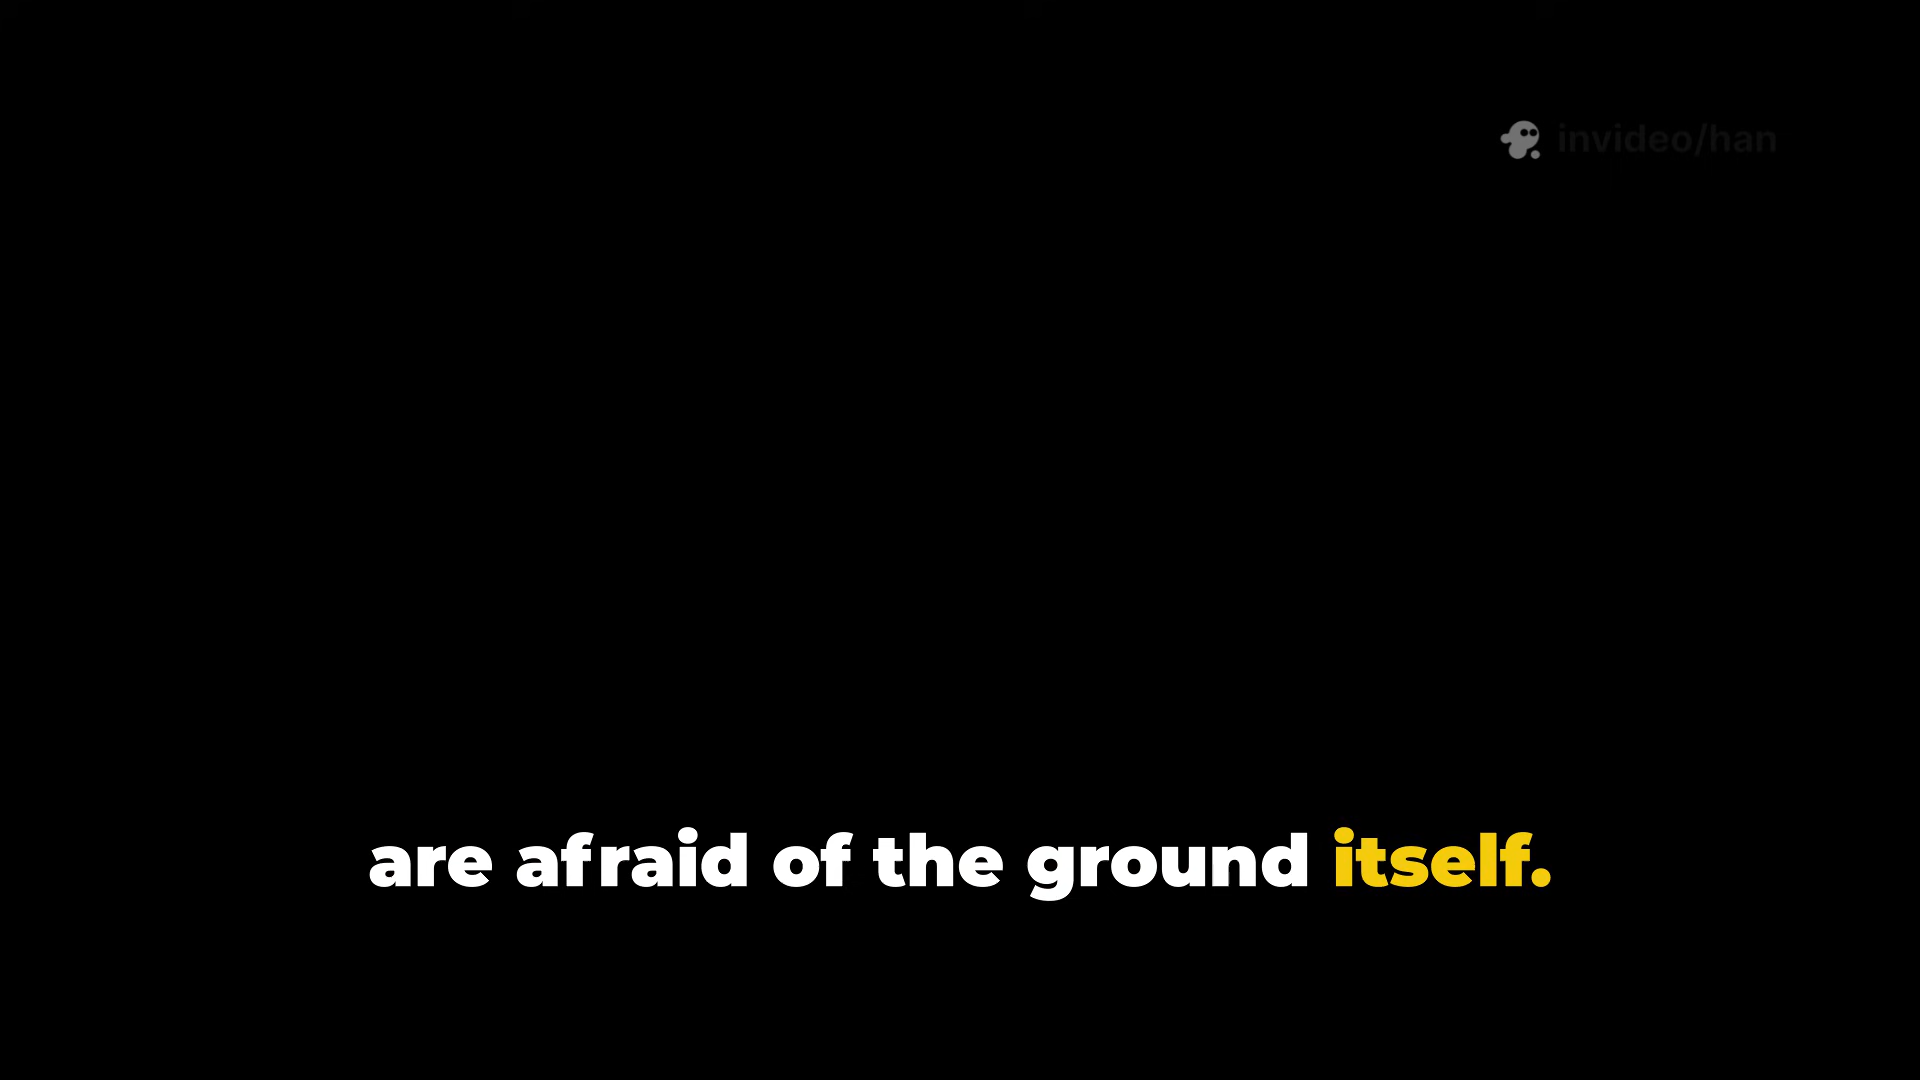 invideo/han
are afraid of the ground itself.